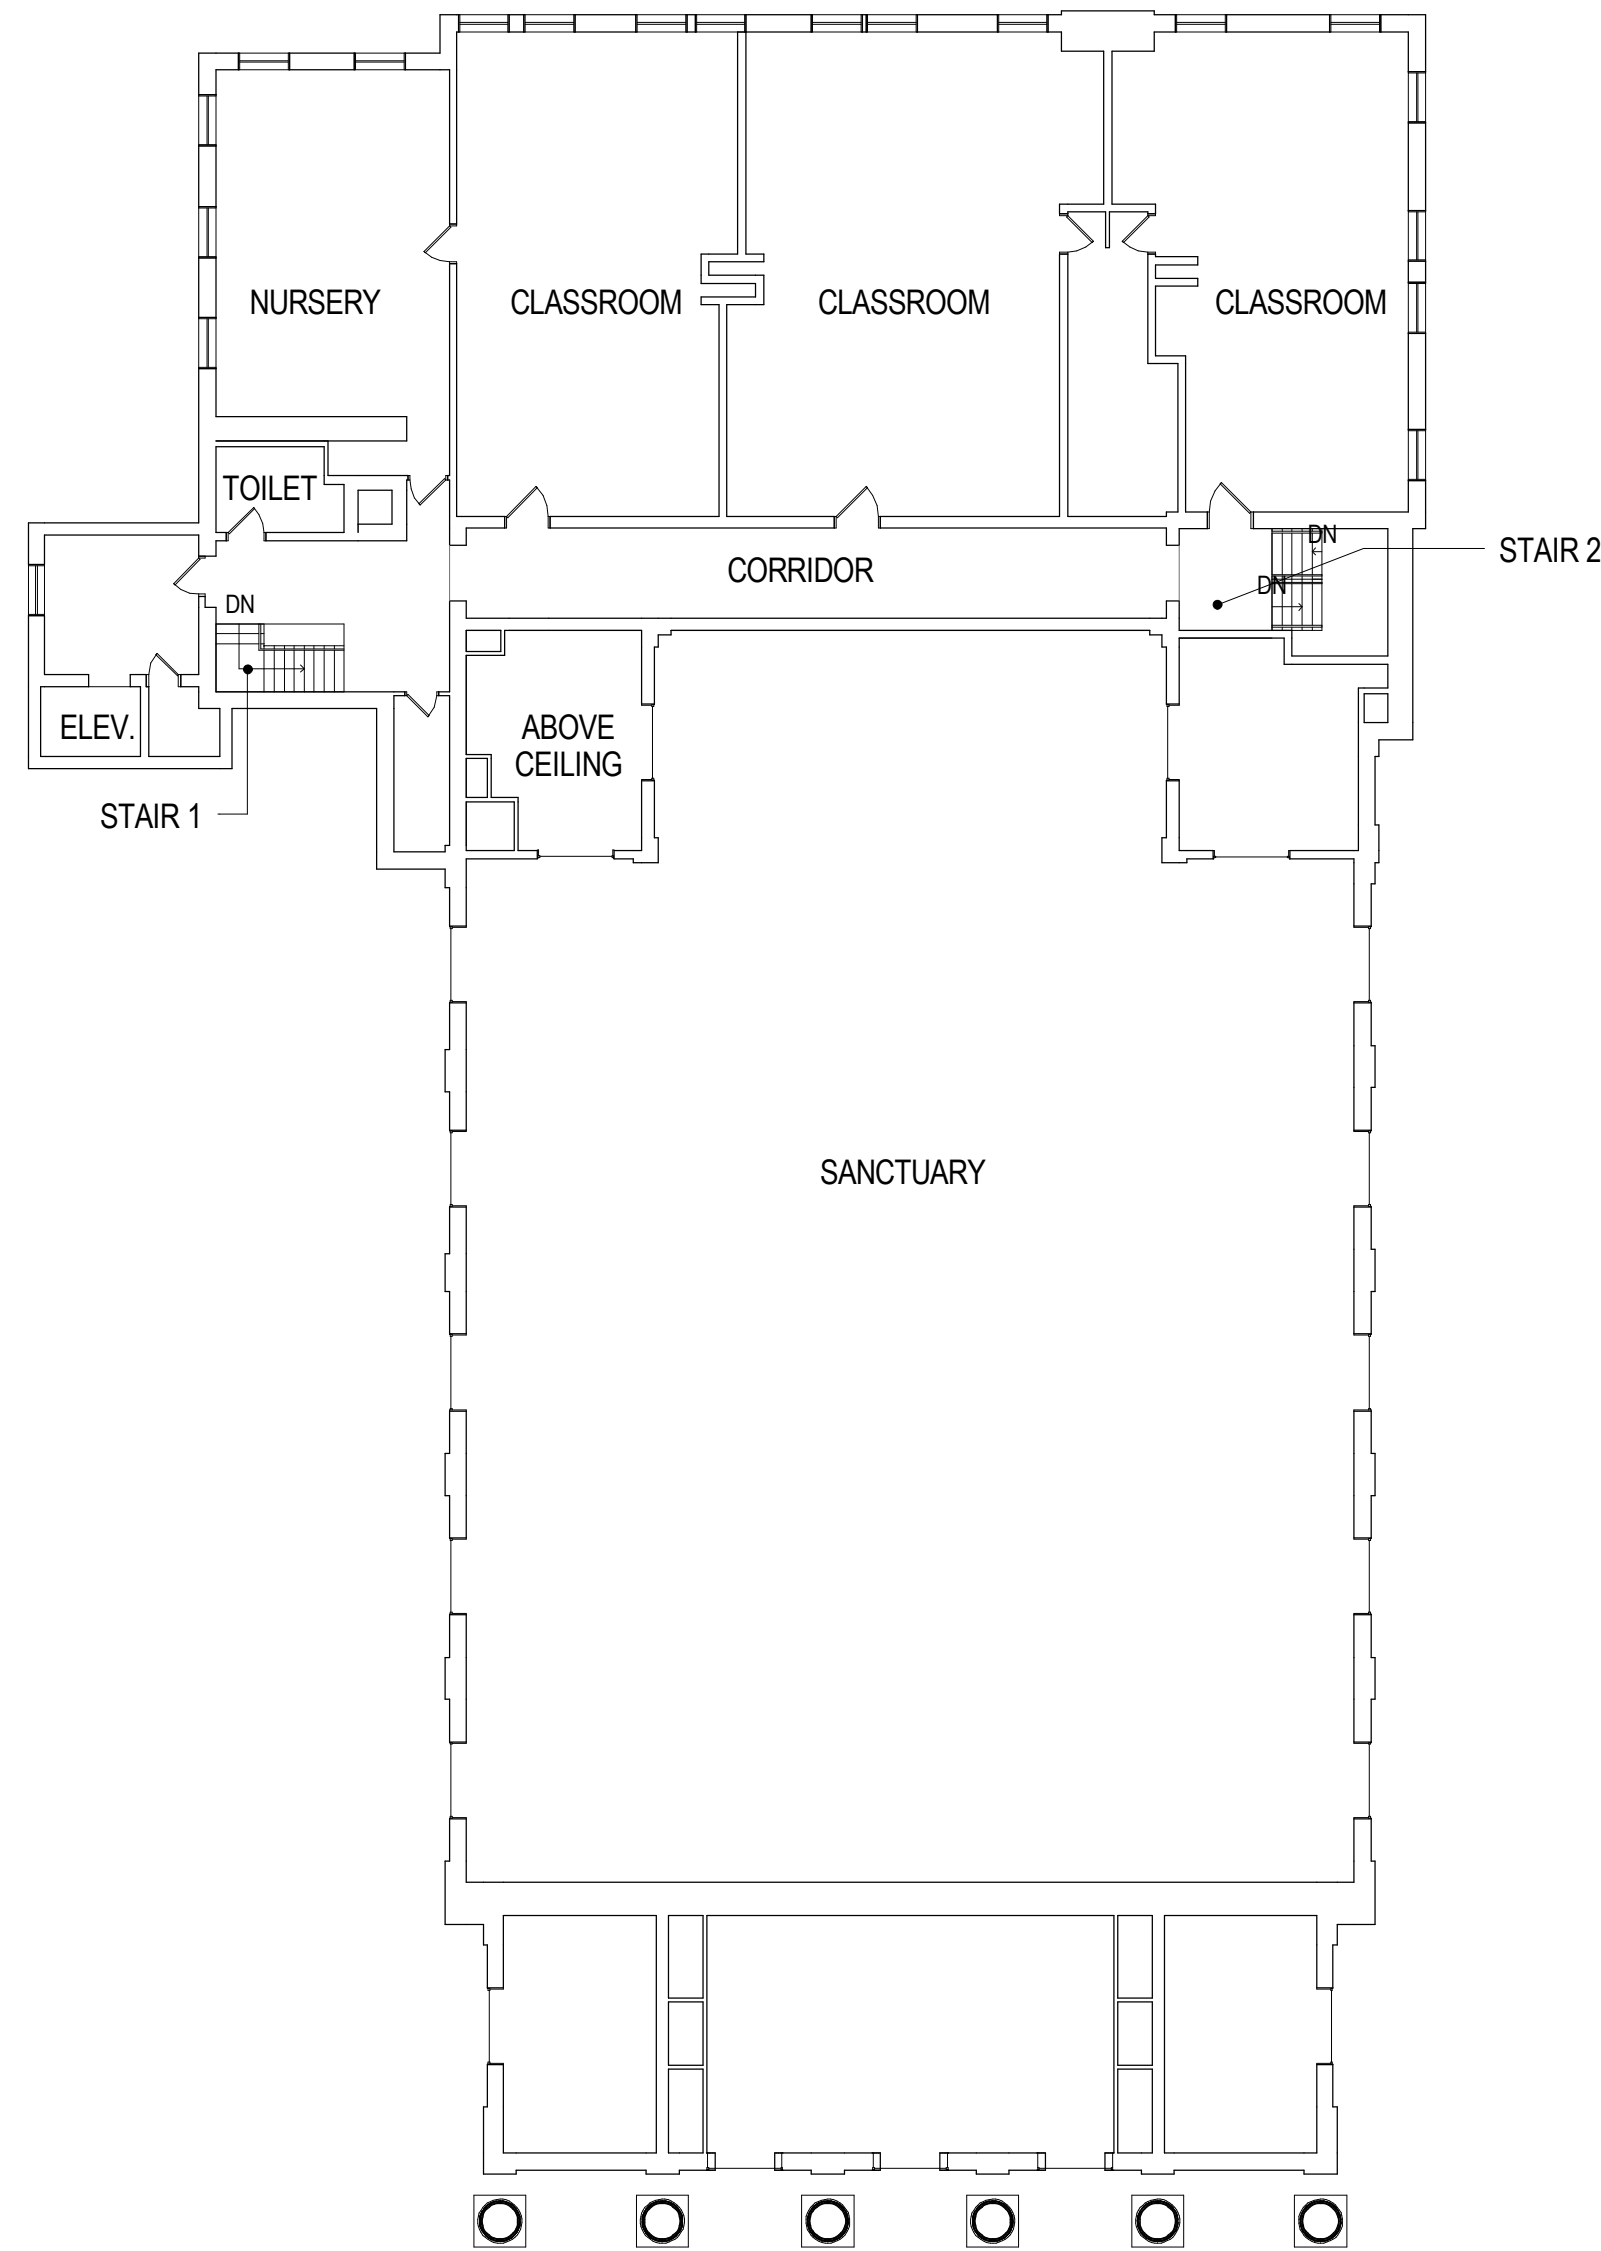 NURSERY
CLASSROOM
CLASSROOM
CLASSROOM
TOILET
DN
STAIR 2
CORRIDOR
DN
DN
ELEV.
ABOVE
CEILING
STAIR 1
SANCTUARY